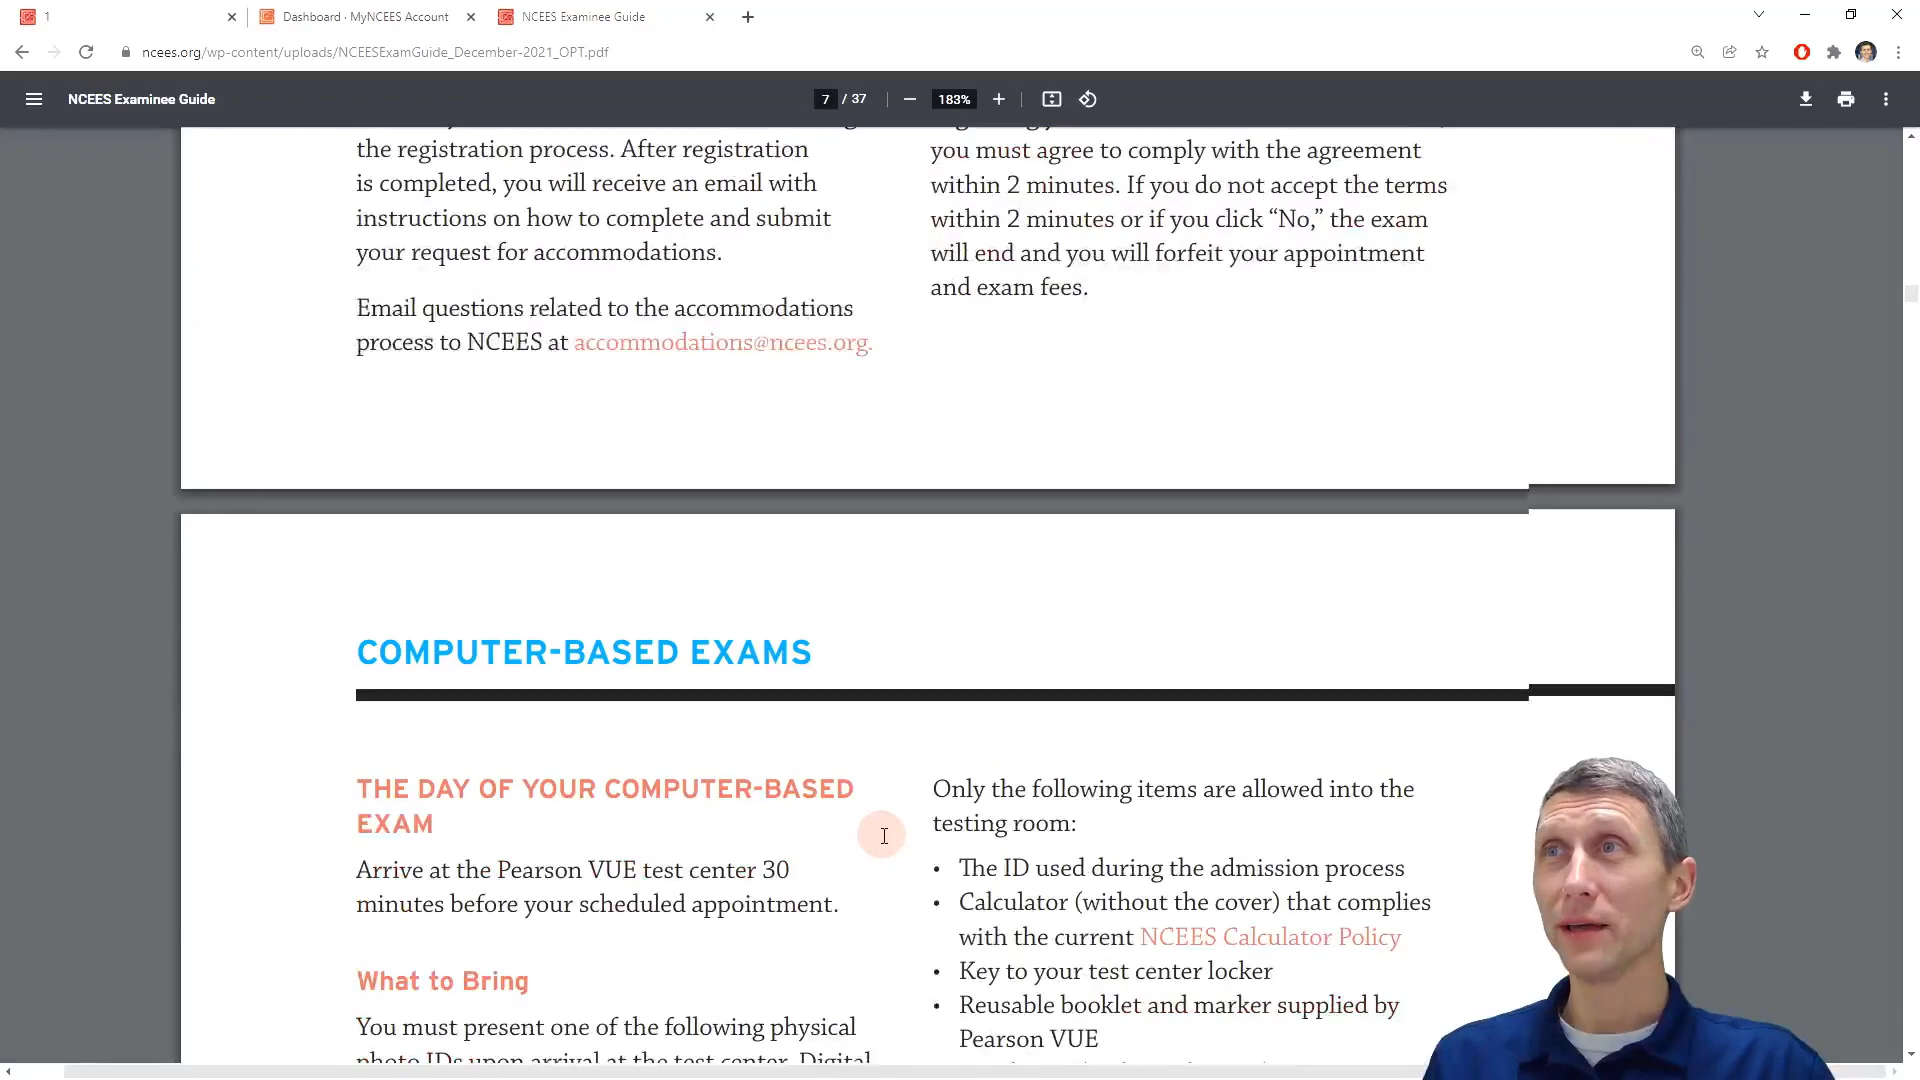 1
Dashboard · MyNCEES Account
NCEES Examinee Guide
ncees.org/wp-content/uploads/NCEESExamGuide_December-2021_OPT.pdf
NCEES Examinee Guide
7 / 37
183%
the registration process. After registration
is completed, you will receive an email with
instructions on how to complete and submit
your request for accommodations.
Email questions related to the accommodations
process to NCEES at accommodations@ncees.org.
you must agree to comply with the agreement
within 2 minutes. If you do not accept the terms
within 2 minutes or if you click “No,” the exam
will end and you will forfeit your appointment
and exam fees.
COMPUTER-BASED EXAMS
THE DAY OF YOUR COMPUTER-BASED
EXAM
Arrive at the Pearson VUE test center 30
minutes before your scheduled appointment.
What to Bring
You must present one of the following physical
photo IDs upon arrival at the test center. Digital
Only the following items are allowed into the
testing room:
• The ID used during the admission process
• Calculator (without the cover) that complies
with the current NCEES Calculator Policy
• Key to your test center locker
• Reusable booklet and marker supplied by
Pearson VUE